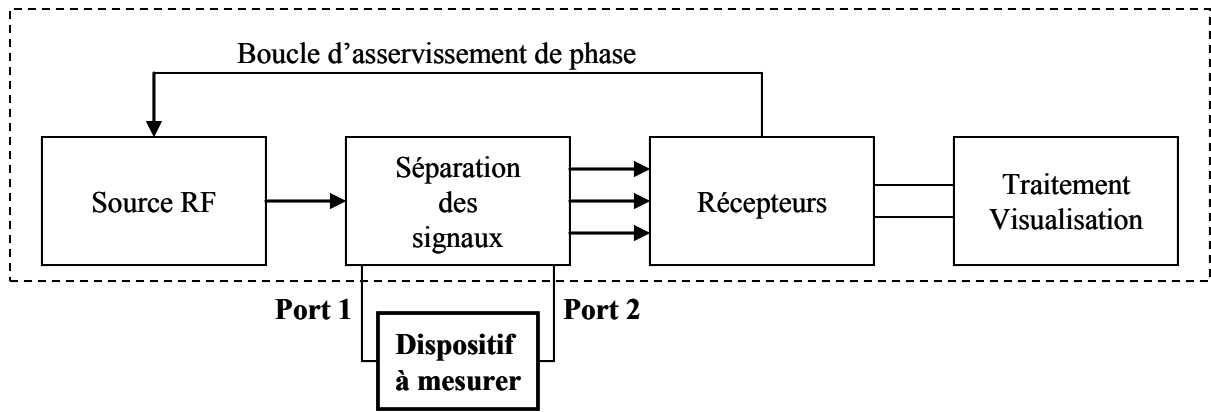 Boucle d’asservissement de phase
Source RF
Séparation
des
signaux
Récepteurs
Traitement
Visualisation
Port 1
Port 2
Dispositif
à mesurer